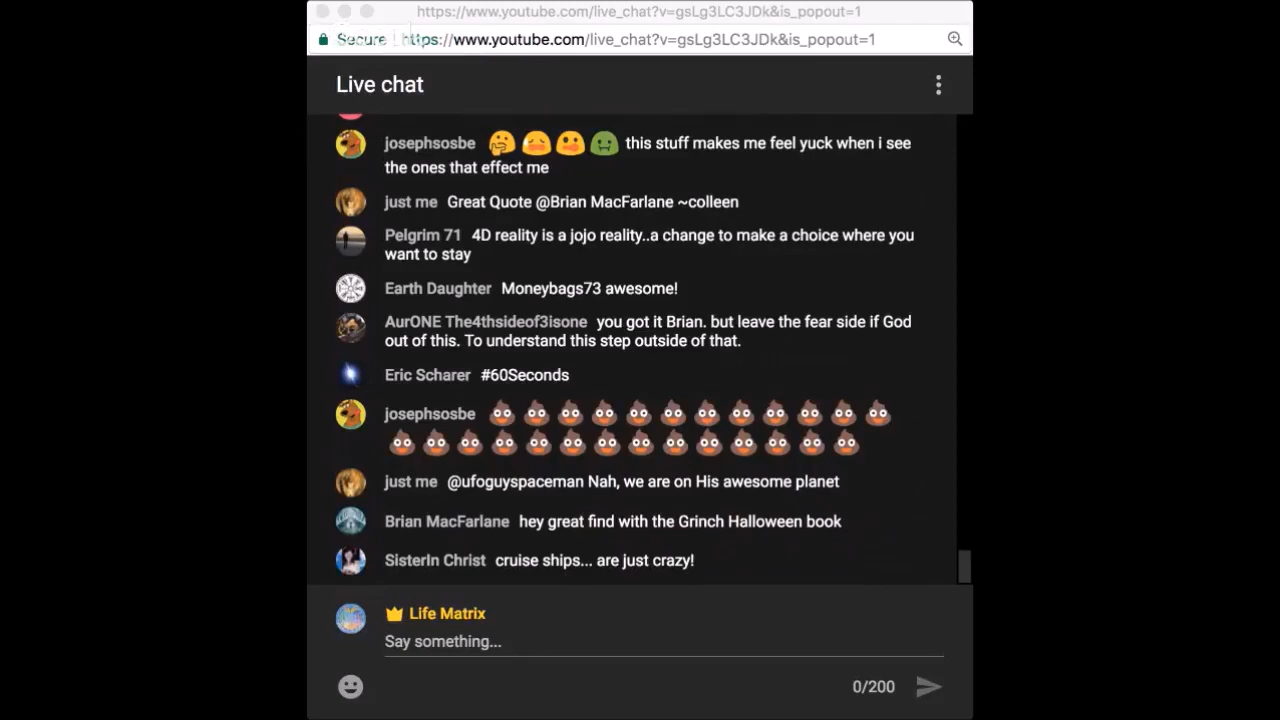 https://www.youtube.com/live_chat?v=gsLg3LC3JDk&is_popout=1
Secure https://www.youtube.com/live_chat?v=gsLg3LC3JDk&is_popout=1
Live chat
josephsosbe 🤔😥😮🤢 this stuff makes me feel yuck when i see
the ones that effect me
just me Great Quote @Brian MacFarlane ~colleen
Pelgrim 71 4D reality is a jojo reality..a change to make a choice where you
want to stay
Earth Daughter Moneybags73 awesome!
AurONE The4thsideof3isone you got it Brian. but leave the fear side if God
out of this. To understand this step outside of that.
Eric Scharer #60Seconds
josephsosbe 💩💩💩💩💩💩💩💩💩💩💩💩
💩💩💩💩💩💩💩💩💩💩💩💩💩💩
just me @ufoguyspaceman Nah, we are on His awesome planet
Brian MacFarlane hey great find with the Grinch Halloween book
SisterIn Christ cruise ships... are just crazy!
Life Matrix
Say something...
0/200